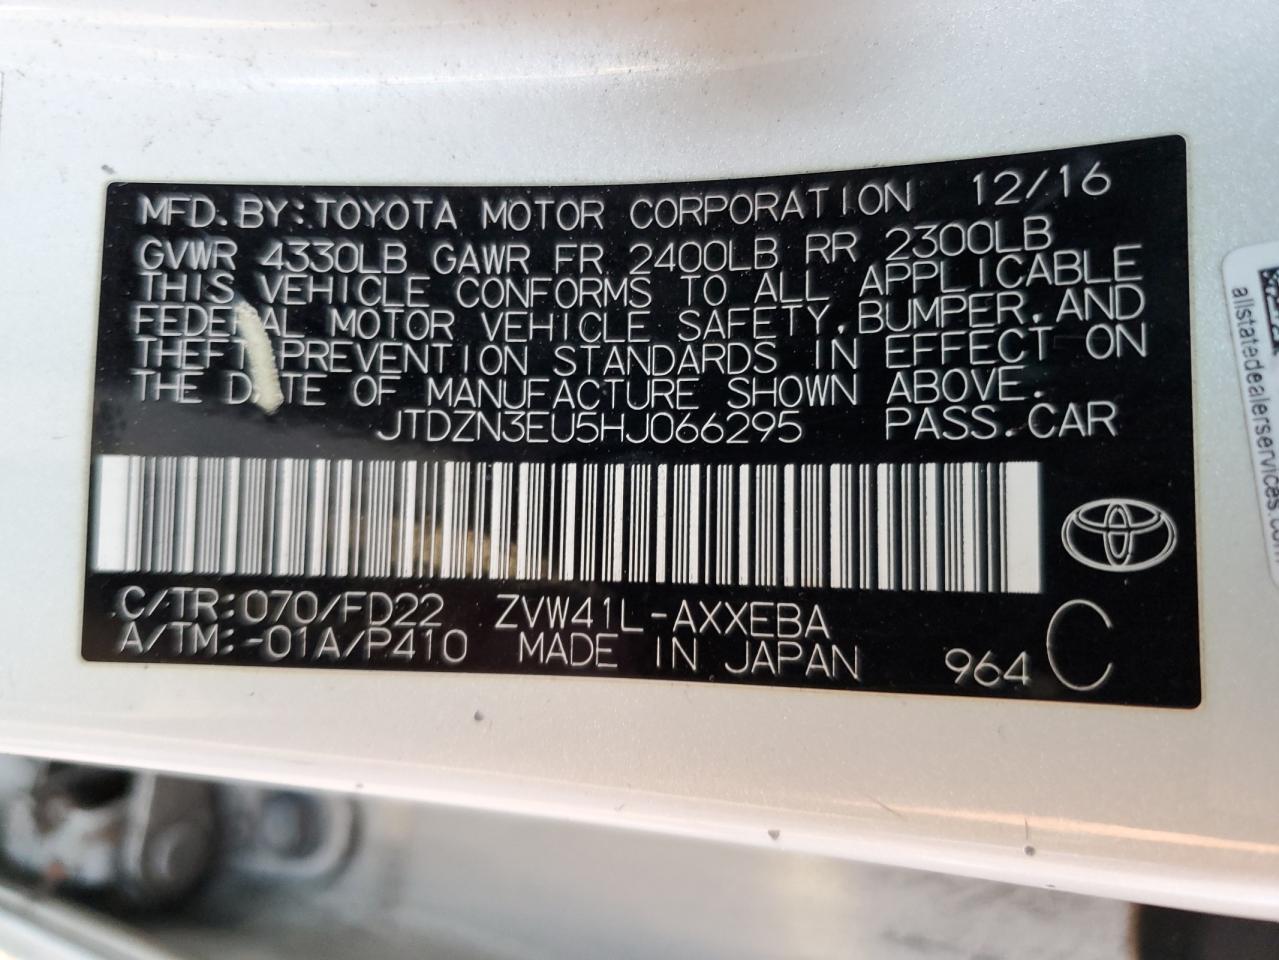 MFD. BY: TOYOTA MOTOR CORPORATION 12/16
GVWR 4330LB GAWR FR 2400LB RR 2300LB
THIS VEHICLE CONFORMS TO ALL APPLICABLE
FEDERAL MOTOR VEHICLE SAFETY, BUMPER, AND
THEFT PREVENTION STANDARDS IN EFFECT ON
THE DATE OF MANUFACTURE SHOWN ABOVE.
JTDZN3EU5HJ066295 PASS. CAR
C/TR: 070/FD22 ZVW41L-AXXEBA C
A/TM: -01A/P410 MADE IN JAPAN 964
allstatedealerservices.com